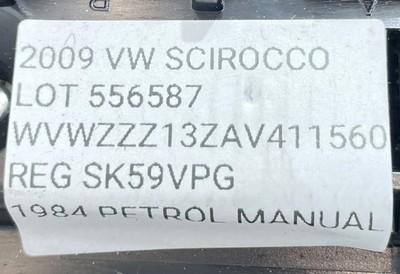 2009 VW SCIROCCO
LOT 556587
WVWZZZ13ZAV411560
REG SK59VPG
1984 PETROL MANUAL